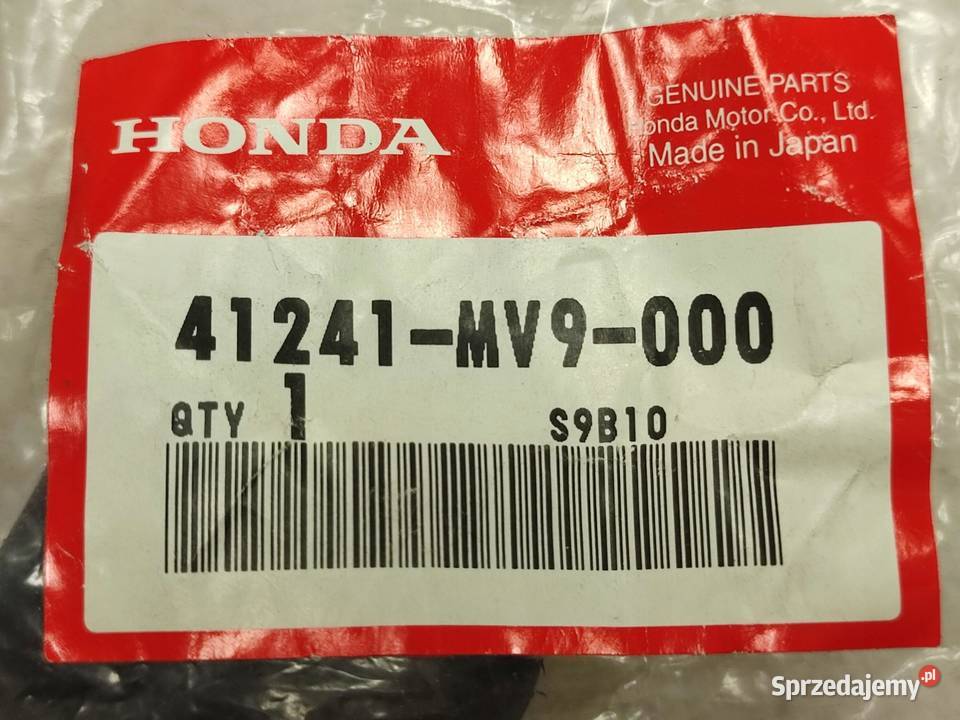 HONDA
GENUINE PARTS
Honda Motor Co., Ltd.
Made in Japan
41241-MV9-000
QTY 1 S9B10
Sprzedajemy.pl